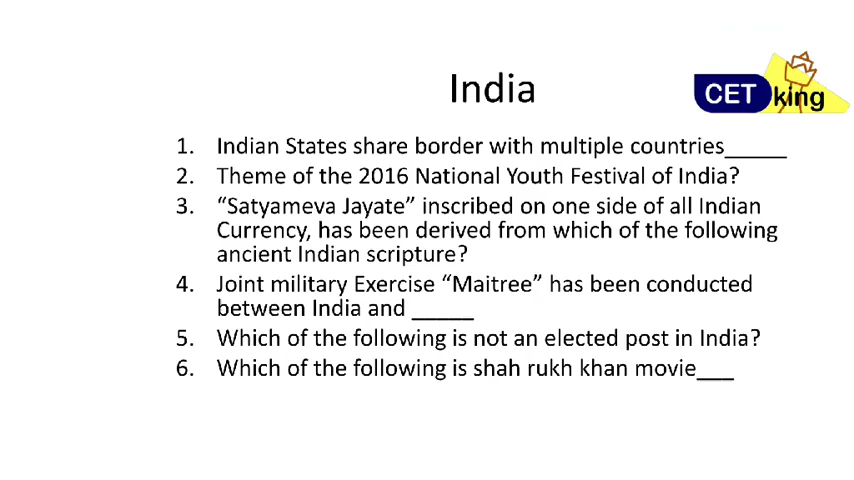 India
CET king
1. Indian States share border with multiple countries_____
2. Theme of the 2016 National Youth Festival of India?
3. “Satyameva Jayate” inscribed on one side of all Indian
Currency, has been derived from which of the following
ancient Indian scripture?
4. Joint military Exercise “Maitree” has been conducted
between India and _____
5. Which of the following is not an elected post in India?
6. Which of the following is shah rukh khan movie___